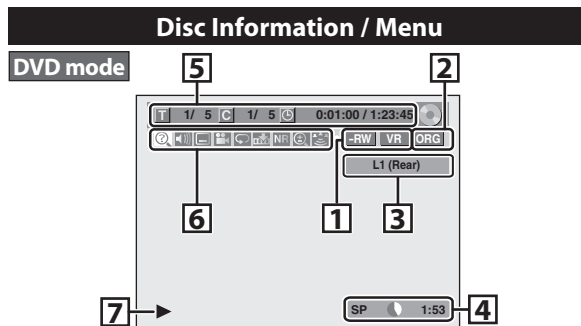 Disc Information / Menu
DVD mode
5
2
T 1/ 5 C 1/ 5 0:01:00 / 1:23:45
NR -RW VR ORG
L1 (Rear)
6
1
3
7
SP 1:53
4